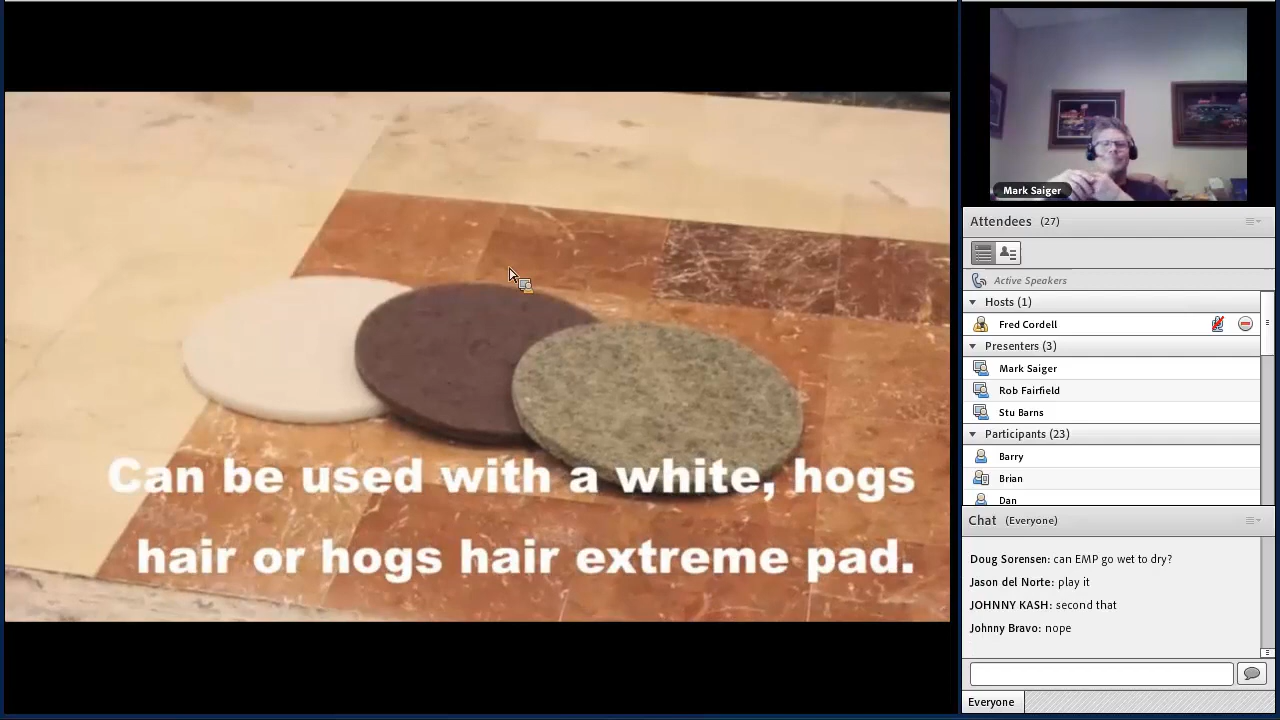 Can be used with a white, hogs
hair or hogs hair extreme pad.
Mark Saiger
Attendees (27)
Active Speakers
Hosts (1)
Fred Cordell
Presenters (3)
Mark Saiger
Rob Fairfield
Stu Barns
Participants (23)
Barry
Brian
Dan
Chat (Everyone)
Doug Sorensen: can EMP go wet to dry?
Jason del Norte: play it
JOHNNY KASH: second that
Johnny Bravo: nope
Everyone